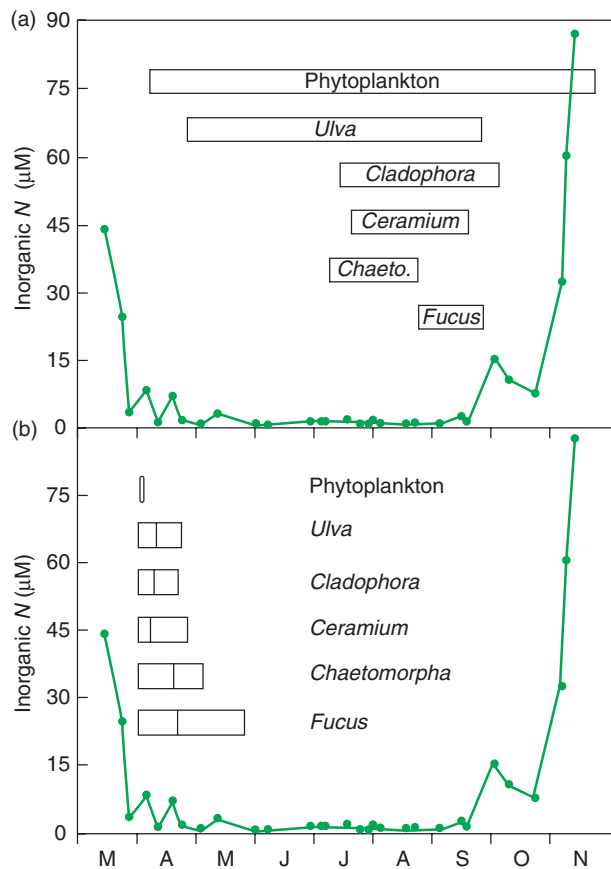 (a)
90
75
60
45
30
15
0
Inorganic N (μM)
Phytoplankton
Ulva
Cladophora
Ceramium
Chaeto.
Fucus
(b)
75
60
45
30
15
0
Inorganic N (μM)
Phytoplankton
Ulva
Cladophora
Ceramium
Chaetomorpha
Fucus
M A M J J A S O N